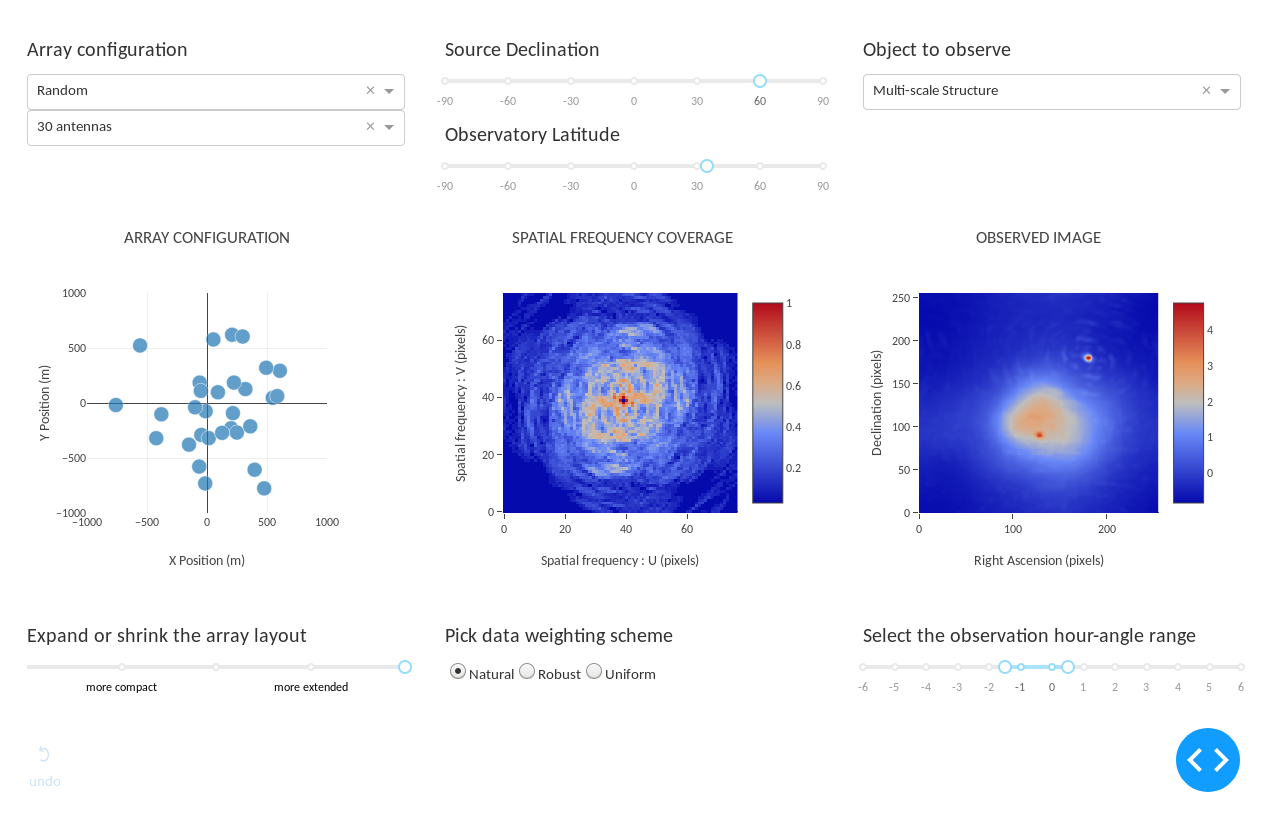 Array configuration
Source Declination
Object to observe
Random ×
30 antennas ×
-90 -60 -30 0 30 60 90
Multi-scale Structure ×
Observatory Latitude
-90 -60 -30 0 30 60 90
ARRAY CONFIGURATION
1000
500
0
−500
−1000
−1000 −500 0 500 1000
Y Position (m)
X Position (m)
SPATIAL FREQUENCY COVERAGE
60
40
20
0
0 20 40 60
Spatial frequency : V (pixels)
Spatial frequency : U (pixels)
1
0.8
0.6
0.4
0.2
OBSERVED IMAGE
250
200
150
100
50
0
0 100 200
Declination (pixels)
Right Ascension (pixels)
4
3
2
1
0
Expand or shrink the array layout
more compact more extended
Pick data weighting scheme
Natural Robust Uniform
Select the observation hour-angle range
-6 -5 -4 -3 -2 -1 0 1 2 3 4 5 6
undo